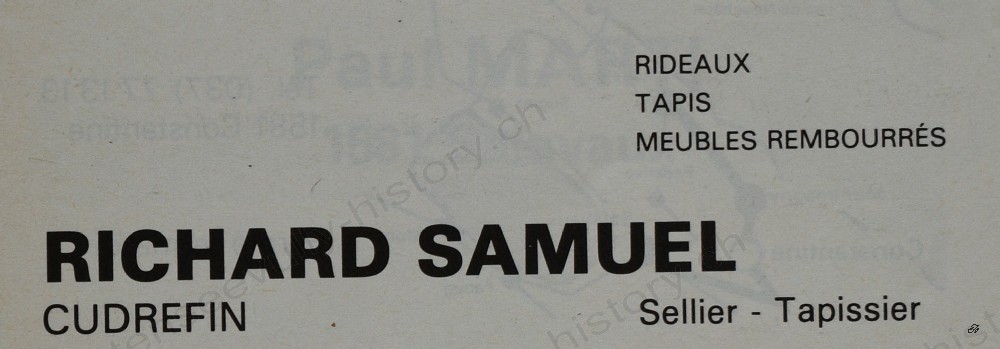 RIDEAUX
TAPIS
MEUBLES REMBOURRÉS
RICHARD SAMUEL
CUDREFIN
Sellier - Tapissier